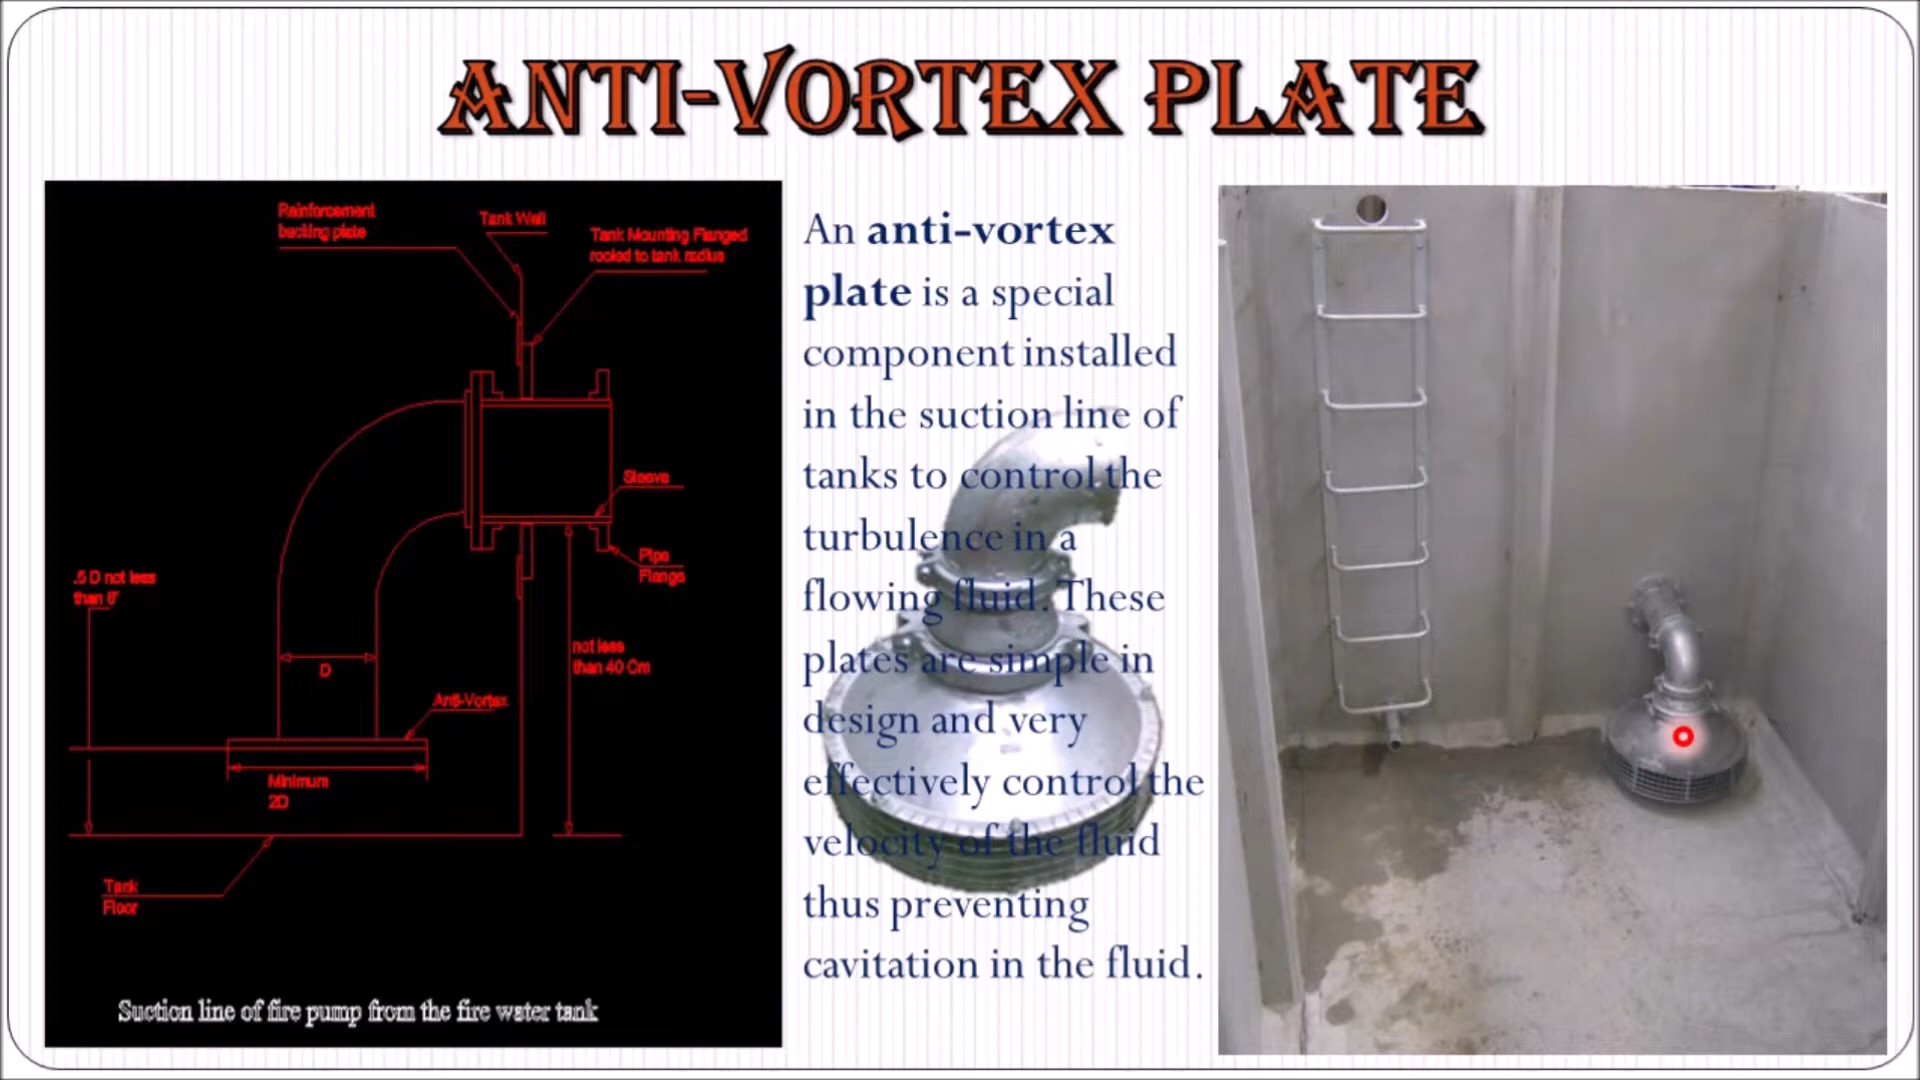 ANTI-VORTEX PLATE
Reinforcement
backing plate
Tank Wall
Tank Mounting Flanged
rooled to tank radius
Sleeve
Pipe
Flange
.5 D not less
than 6"
not less
than 40 Cm
D
Anti-Vortex
Minimum
2D
Tank
Floor
Suction line of fire pump from the fire water tank
An anti-vortex
plate is a special
component installed
in the suction line of
tanks to control the
turbulence in a
flowing fluid. These
plates are simple in
design and very
effectively control the
velocity of the fluid
thus preventing
cavitation in the fluid.